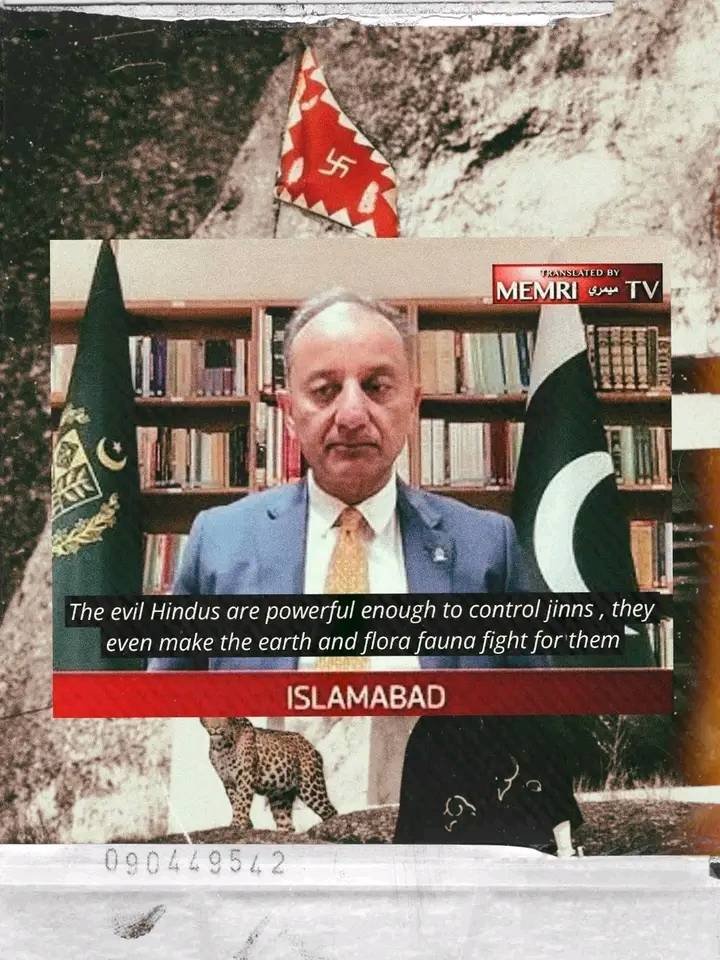 TRANSLATED BY
MEMRI ميمري TV
The evil Hindus are powerful enough to control jinns , they
even make the earth and flora fauna fight for them
ISLAMABAD
090449542